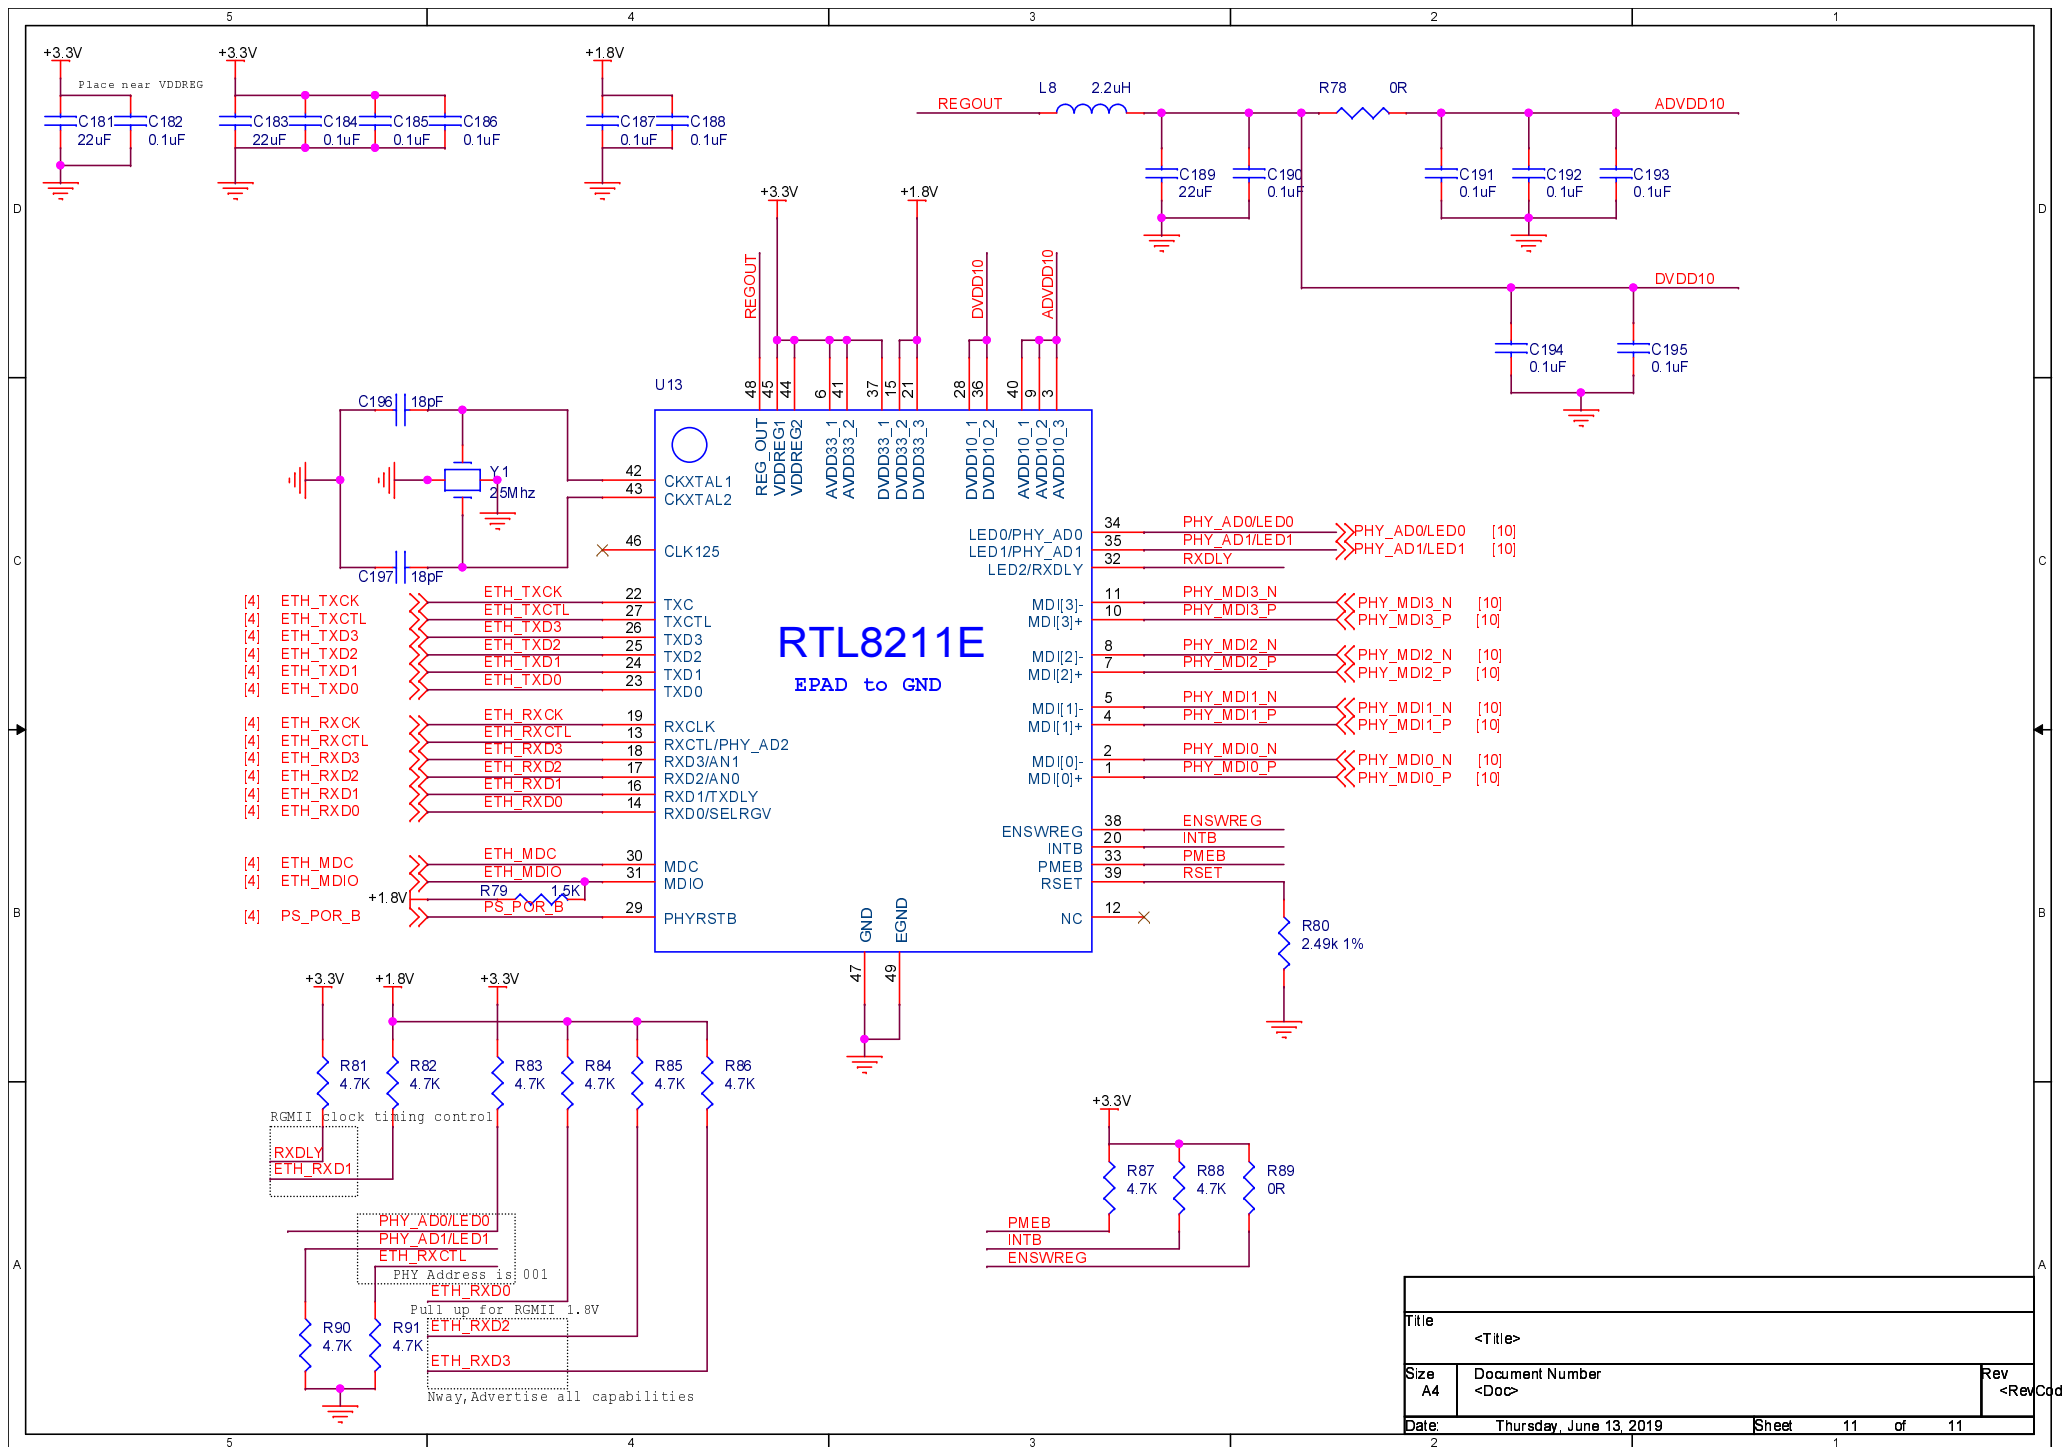 5 4 3 2 1
+3.3V
Place near VDDREG
C181
22uF
C182
0.1uF
+3.3V
C183
22uF
C184
0.1uF
C185
0.1uF
C186
0.1uF
+1.8V
C187
0.1uF
C188
0.1uF
REGOUT
L8 2.2uH
R78 0R
ADVDD10
C189
22uF
C190
0.1uF
C191
0.1uF
C192
0.1uF
C193
0.1uF
DVDD10
C194
0.1uF
C195
0.1uF
D
D
+3.3V
+1.8V
REGOUT
DVDD10
ADVDD10
U13
48 REG_OUT
45 VDDREG1
44 VDDREG2
6 AVDD33_1
41 AVDD33_2
37 DVDD33_1
15 DVDD33_2
21 DVDD33_3
28 DVDD10_1
36 DVDD10_2
40 AVDD10_1
9 AVDD10_2
3 AVDD10_3
C196 18pF
Y1
25Mhz
C197 18pF
42 CKXTAL1
43 CKXTAL2
46 CLK125
C
C
[4] ETH_TXCK ETH_TXCK 22 TXC
[4] ETH_TXCTL ETH_TXCTL 27 TXCTL
[4] ETH_TXD3 ETH_TXD3 26 TXD3
[4] ETH_TXD2 ETH_TXD2 25 TXD2
[4] ETH_TXD1 ETH_TXD1 24 TXD1
[4] ETH_TXD0 ETH_TXD0 23 TXD0
[4] ETH_RXCK ETH_RXCK 19 RXCLK
[4] ETH_RXCTL ETH_RXCTL 13 RXCTL/PHY_AD2
[4] ETH_RXD3 ETH_RXD3 18 RXD3/AN1
[4] ETH_RXD2 ETH_RXD2 17 RXD2/AN0
[4] ETH_RXD1 ETH_RXD1 16 RXD1/TXDLY
[4] ETH_RXD0 ETH_RXD0 14 RXD0/SELRGV
[4] ETH_MDC ETH_MDC 30 MDC
[4] ETH_MDIO ETH_MDIO 31 MDIO
+1.8V R79 1.5K
[4] PS_POR_B PS_POR_B 29 PHYRSTB
RTL8211E
EPAD to GND
LED0/PHY_AD0 34 PHY_AD0/LED0 PHY_AD0/LED0 [10]
LED1/PHY_AD1 35 PHY_AD1/LED1 PHY_AD1/LED1 [10]
LED2/RXDLY 32 RXDLY
MDI[3]- 11 PHY_MDI3_N PHY_MDI3_N [10]
MDI[3]+ 10 PHY_MDI3_P PHY_MDI3_P [10]
MDI[2]- 8 PHY_MDI2_N PHY_MDI2_N [10]
MDI[2]+ 7 PHY_MDI2_P PHY_MDI2_P [10]
MDI[1]- 5 PHY_MDI1_N PHY_MDI1_N [10]
MDI[1]+ 4 PHY_MDI1_P PHY_MDI1_P [10]
MDI[0]- 2 PHY_MDI0_N PHY_MDI0_N [10]
MDI[0]+ 1 PHY_MDI0_P PHY_MDI0_P [10]
ENSWREG 38 ENSWREG
INTB 20 INTB
PMEB 33 PMEB
RSET 39 RSET
NC 12
R80
2.49k 1%
GND 47
EGND 49
B
B
+3.3V
+1.8V
+3.3V
R81
4.7K
R82
4.7K
R83
4.7K
R84
4.7K
R85
4.7K
R86
4.7K
RGMII clock timing control
RXDLY
ETH_RXD1
PHY_AD0/LED0
PHY_AD1/LED1
ETH_RXCTL
PHY Address is 001
ETH_RXD0
Pull up for RGMII 1.8V
ETH_RXD2
ETH_RXD3
Nway,Advertise all capabilities
R90
4.7K
R91
4.7K
+3.3V
R87
4.7K
R88
4.7K
R89
0R
PMEB
INTB
ENSWREG
A
A
Title
<Title>
Size
A4
Document Number
<Doc>
Rev
<RevCod
Date: Thursday, June 13, 2019 Sheet 11 of 11
5 4 3 2 1